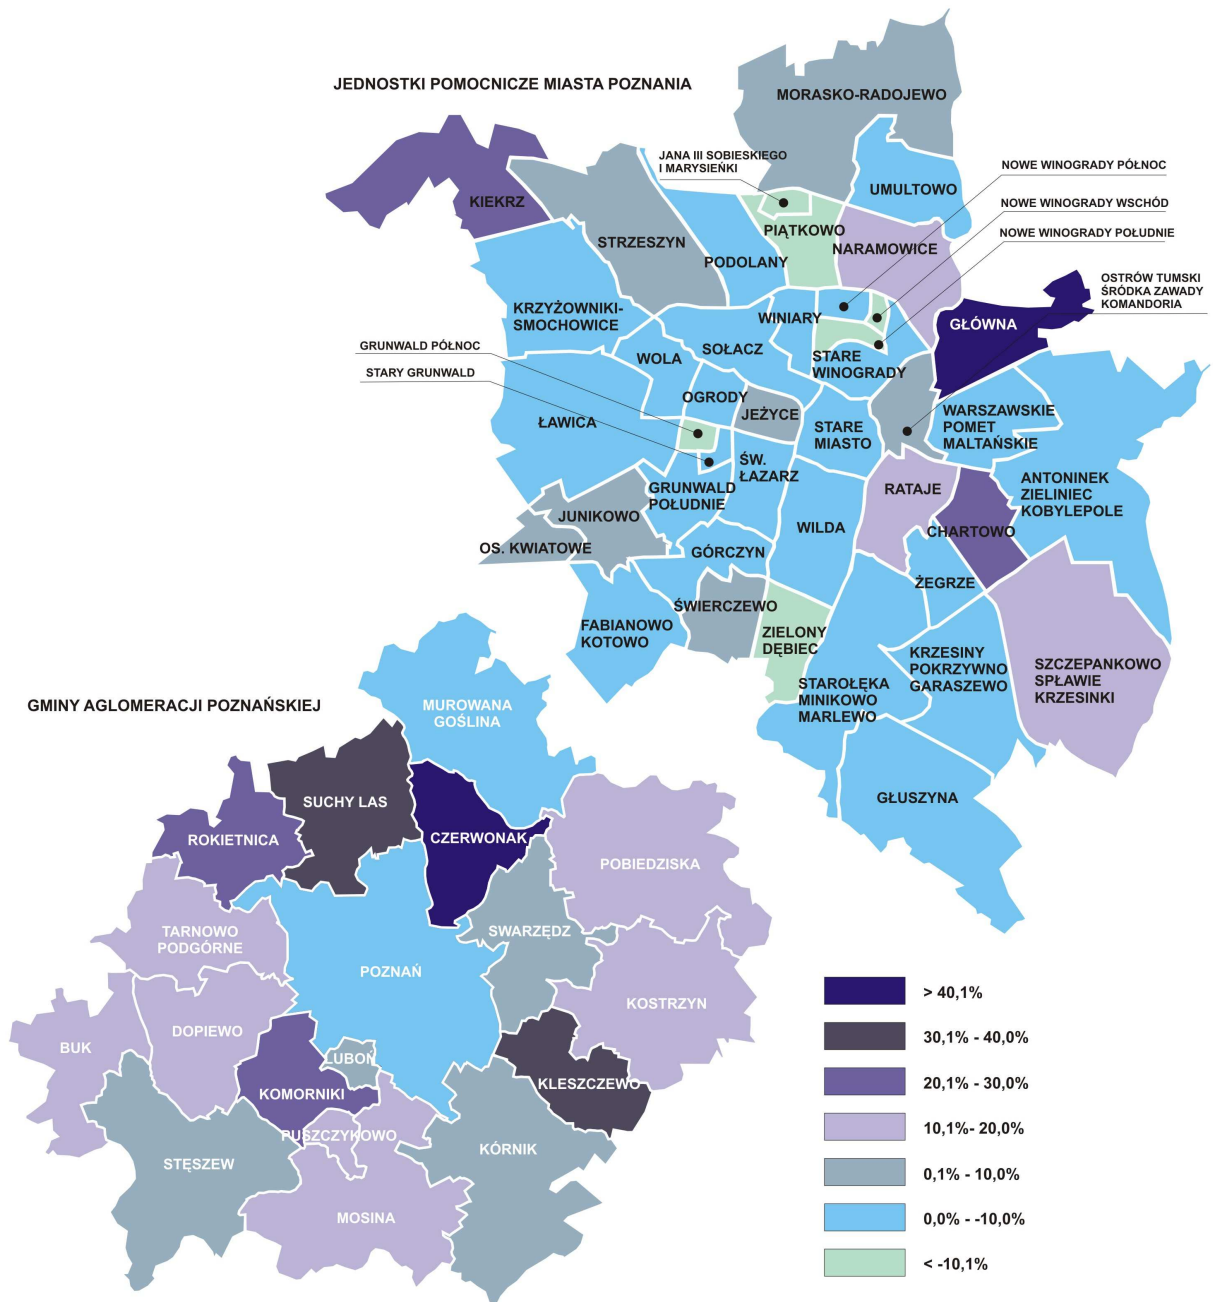 JEDNOSTKI POMOCNICZE MIASTA POZNANIA
MORASKO-RADOJEWO
JANA III SOBIESKIEGO
I MARYSIEŃKI
NOWE WINOGRADY PÓŁNOC
UMULTOWO
KIEKRZ
NOWE WINOGRADY WSCHÓD
PIĄTKOWO
NOWE WINOGRADY POŁUDNIE
STRZESZYN
NARAMOWICE
PODOLANY
OSTRÓW TUMSKI
ŚRÓDKA ZAWADY
KOMANDORIA
KRZYŻOWNIKI-
SMOCHOWICE
WINIARY
GŁÓWNA
GRUNWALD PÓŁNOC
WOLA
SOŁACZ
STARE
WINOGRADY
STARY GRUNWALD
OGRODY
JEŻYCE
ŁAWICA
STARE
MIASTO
WARSZAWSKIE
POMET
MALTAŃSKIE
ŚW.
ŁAZARZ
GRUNWALD
POŁUDNIE
RATAJE
ANTONINEK
ZIELINIEC
KOBYLEPOLE
JUNIKOWO
WILDA
CHARTOWO
OS. KWIATOWE
GÓRCZYN
ŻEGRZE
ŚWIERCZEWO
FABIANOWO
KOTOWO
ZIELONY
DĘBIEC
KRZESINY
POKRZYWNO
GARASZEWO
SZCZEPANKOWO
SPŁAWIE
KRZESINKI
STAROŁĘKA
MINIKOWO
MARLEWO
GŁUSZYNA
GMINY AGLOMERACJI POZNAŃSKIEJ
MUROWANA
GOŚLINA
SUCHY LAS
ROKIETNICA
CZERWONAK
POBIEDZISKA
TARNOWO
PODGÓRNE
SWARZĘDZ
POZNAŃ
KOSTRZYN
DOPIEWO
BUK
LUBOŃ
KLESZCZEWO
KOMORNIKI
PUSZCZYKOWO
STĘSZEW
KÓRNIK
MOSINA
> 40,1%
30,1% - 40,0%
20,1% - 30,0%
10,1%- 20,0%
0,1% - 10,0%
0,0% - -10,0%
< -10,1%